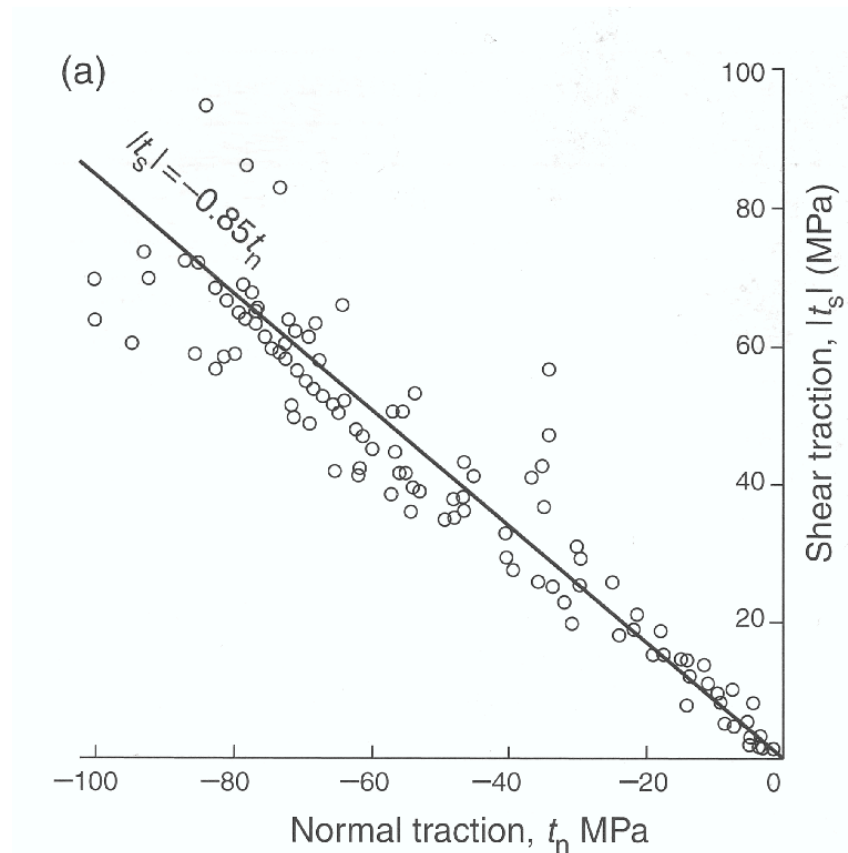 (a)
|tₛ| = −0.85tₙ
100
80
60
40
20
Shear traction, |tₛ| (MPa)
−100 −80 −60 −40 −20 0
Normal traction, tₙ MPa